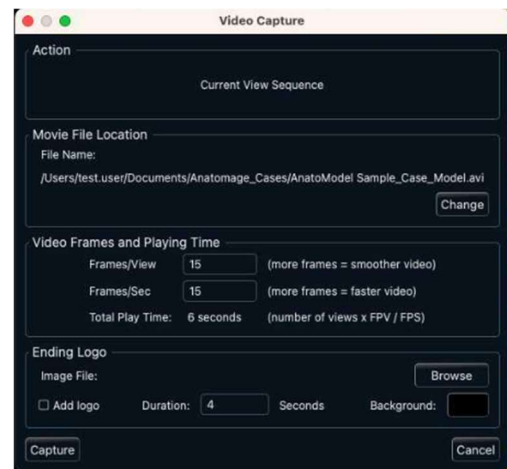 Video Capture
Action
Current View Sequence
Movie File Location
File Name:
/Users/test.user/Documents/Anatomage_Cases/AnatoModel Sample_Case_Model.avi
Change
Video Frames and Playing Time
Frames/View 15 (more frames = smoother video)
Frames/Sec 15 (more frames = faster video)
Total Play Time: 6 seconds (number of views x FPV / FPS)
Ending Logo
Image File: Browse
Add logo Duration: 4 Seconds Background:
Capture Cancel